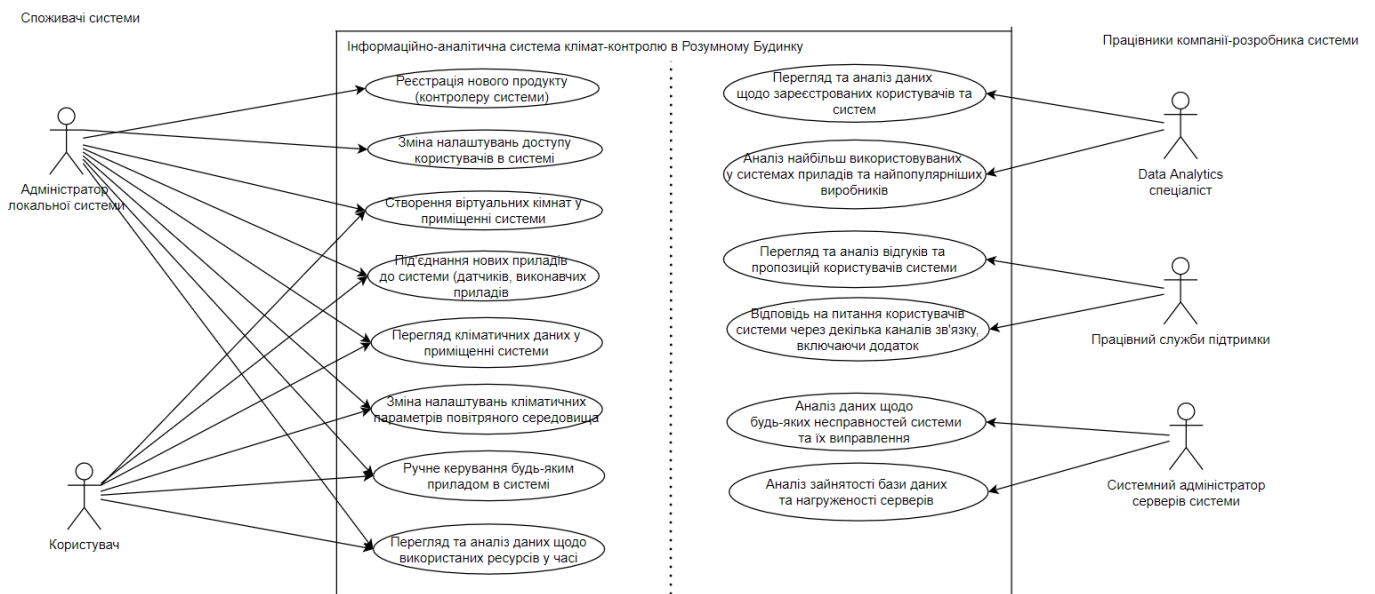 Споживачі системи
Інформаційно-аналітична система клімат-контролю в Розумному Будинку
Працівники компанії-розробника системи
Адміністратор
локальної системи
Користувач
Реєстрація нового продукту
(контролеру системи)
Зміна налаштувань доступу
користувачів в системі
Створення віртуальних кімнат у
приміщенні системи
Під'єднання нових приладів
до системи (датчиків, виконавчих
приладів
Перегляд кліматичних даних у
приміщенні системи
Зміна налаштувань кліматичних
параметрів повітряного середовища
Ручне керування будь-яким
приладом в системі
Перегляд та аналіз даних щодо
використаних ресурсів у часі
Перегляд та аналіз даних
щодо зареєстрованих користувачів та
систем
Аналіз найбільш використовуваних
у системах приладів та найпопулярніших
виробників
Перегляд та аналіз відгуків та
пропозицій користувачів системи
Відповідь на питання користувачів
системи через декілька каналів зв'язку,
включаючи додаток
Аналіз даних щодо
будь-яких несправностей системи
та їх виправлення
Аналіз зайнятості бази даних
та нагруженості серверів
Data Analytics
спеціаліст
Працівний служби підтримки
Системний адміністратор
серверів системи